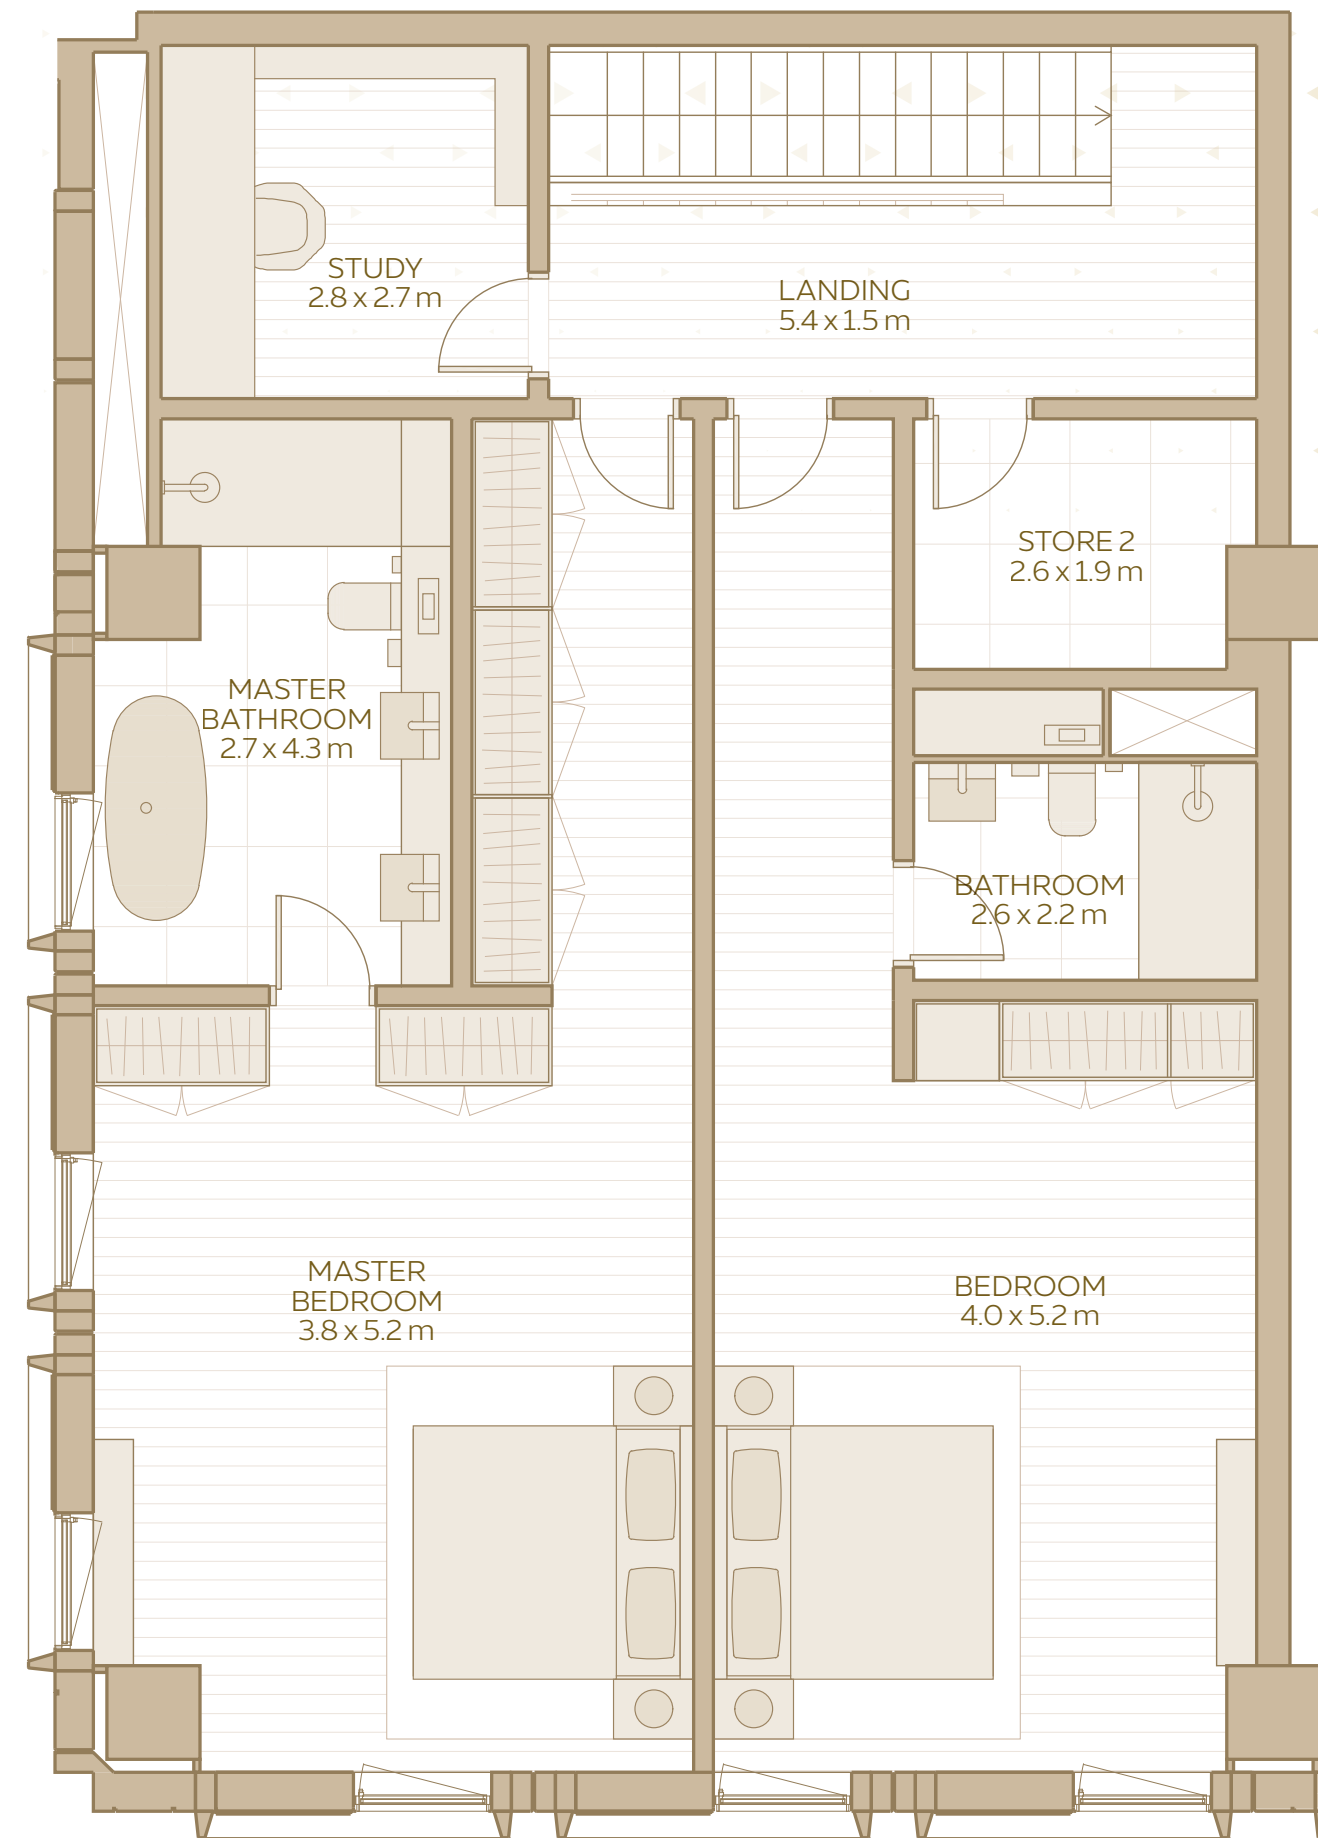 STUDY
2.8 x 2.7 m
LANDING
5.4 x 1.5 m
STORE 2
2.6 x 1.9 m
MASTER
BATHROOM
2.7 x 4.3 m
BATHROOM
2.6 x 2.2 m
MASTER
BEDROOM
3.8 x 5.2 m
BEDROOM
4.0 x 5.2 m